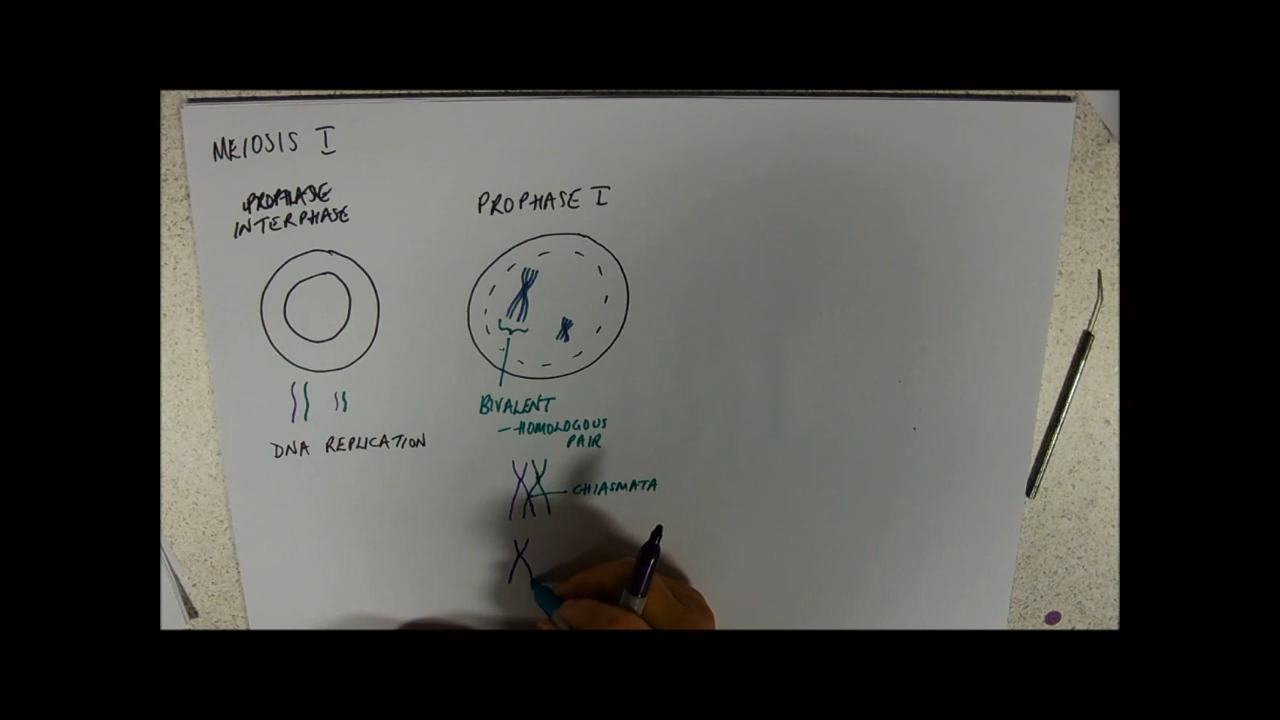 MEIOSIS I
PROPHASE
INTERPHASE
DNA REPLICATION
PROPHASE I
BIVALENT
- HOMOLOGOUS
PAIR
CHIASMATA